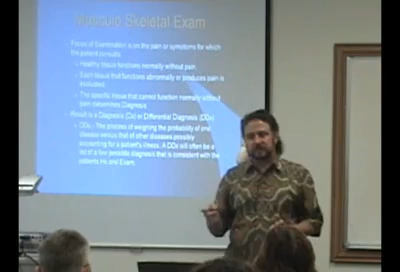 Musculo Skeletal Exam
Focus of Examination is on the pain or symptoms for which
the patient consults
Healthy tissue functions normally without pain
Each tissue that functions abnormally or produces pain is
evaluated
The specific tissue that cannot function normally without
pain determines Diagnosis
Result is a Diagnosis (Dx) or Differential Diagnosis (DDx)
DDx - The process of weighing the probability of one
disease versus that of other diseases possibly
accounting for a patient's illness. A DDx will often be a
list of a few possible diagnosis that is consistent with the
patients Hx and Exam.